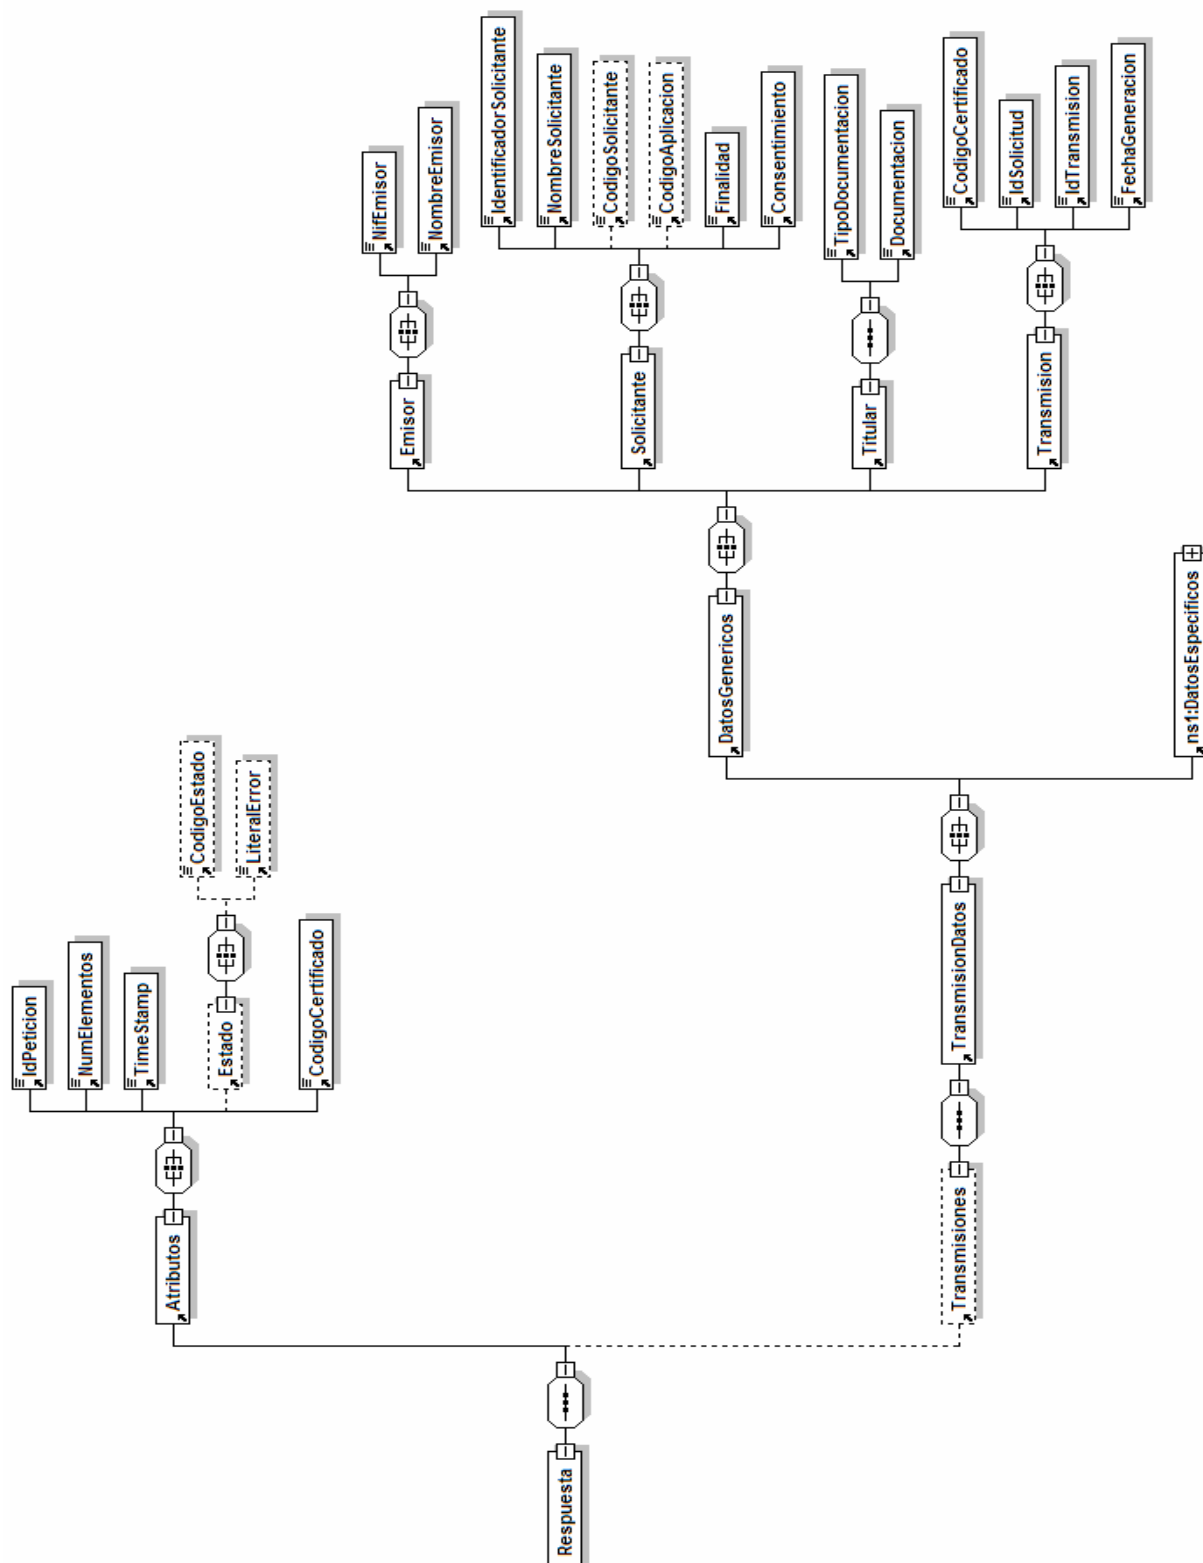 Respuesta
Atributos
IdPeticion
NumElementos
TimeStamp
Estado
CodigoEstado
LiteralError
CodigoCertificado
Transmisiones
TransmisionDatos
DatosGenericos
Emisor
NifEmisor
NombreEmisor
Solicitante
IdentificadorSolicitante
NombreSolicitante
CodigoSolicitante
CodigoAplicacion
Finalidad
Consentimiento
Titular
TipoDocumentacion
Documentacion
Transmision
CodigoCertificado
IdSolicitud
IdTransmision
FechaGeneracion
ns1:DatosEspecificos